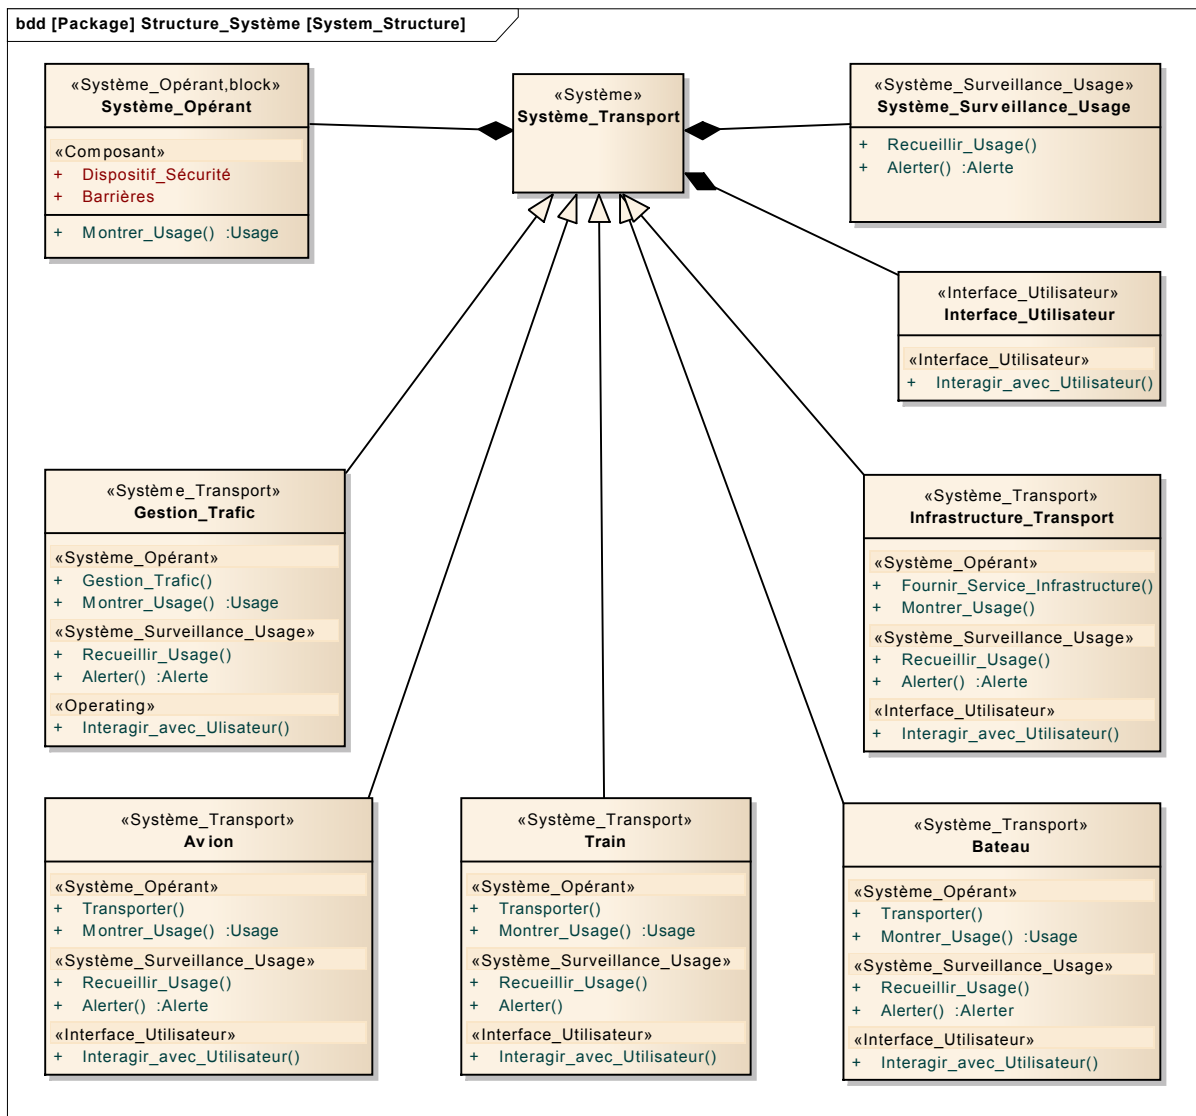 bdd [Package] Structure_Système [System_Structure]
«Système_Opérant,block»
Système_Opérant
«Composant»
+ Dispositif_Sécurité
+ Barrières
+ Montrer_Usage() :Usage
«Système»
Système_Transport
«Système_Surveillance_Usage»
Système_Surveillance_Usage
+ Recueillir_Usage()
+ Alerter() :Alerte
«Interface_Utilisateur»
Interface_Utilisateur
«Interface_Utilisateur»
+ Interagir_avec_Utilisateur()
«Système_Transport»
Gestion_Trafic
«Système_Opérant»
+ Gestion_Trafic()
+ Montrer_Usage() :Usage
«Système_Surveillance_Usage»
+ Recueillir_Usage()
+ Alerter() :Alerte
«Operating»
+ Interagir_avec_Ulisateur()
«Système_Transport»
Infrastructure_Transport
«Système_Opérant»
+ Fournir_Service_Infrastructure()
+ Montrer_Usage()
«Système_Surveillance_Usage»
+ Recueillir_Usage()
+ Alerter() :Alerte
«Interface_Utilisateur»
+ Interagir_avec_Utilisateur()
«Système_Transport»
Avion
«Système_Opérant»
+ Transporter()
+ Montrer_Usage() :Usage
«Système_Surveillance_Usage»
+ Recueillir_Usage()
+ Alerter() :Alerte
«Interface_Utilisateur»
+ Interagir_avec_Utilisateur()
«Système_Transport»
Train
«Système_Opérant»
+ Transporter()
+ Montrer_Usage() :Usage
«Système_Surveillance_Usage»
+ Recueillir_Usage()
+ Alerter()
«Interface_Utilisateur»
+ Interagir_avec_Utilisateur()
«Système_Transport»
Bateau
«Système_Opérant»
+ Transporter()
+ Montrer_Usage() :Usage
«Système_Surveillance_Usage»
+ Recueillir_Usage()
+ Alerter() :Alerter
«Interface_Utilisateur»
+ Interagir_avec_Utilisateur()